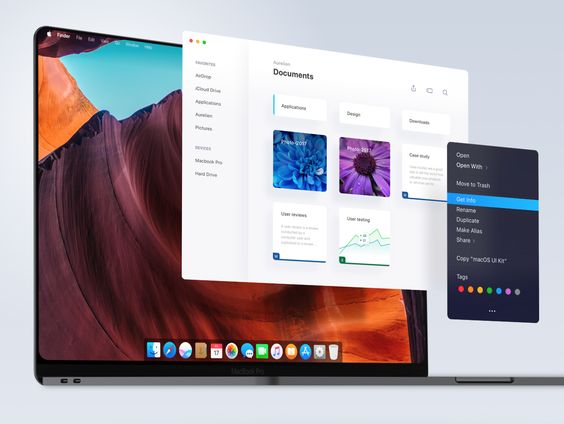 Finder File Edit View Go Window Help
FAVORITES
AirDrop
iCloud Drive
Applications
Aurelien
Pictures
DEVICES
Macbook Pro
Hard Drive
Aurelien
Documents
Applications
Design
Downloads
Photo-2017
Photo-2017
Case study
User reviews
User testing
Open
Open With
Move to Trash
Get Info
Rename
Duplicate
Make Alias
Share
Copy "macOS UI Kit"
Tags
17
MacBook Pro